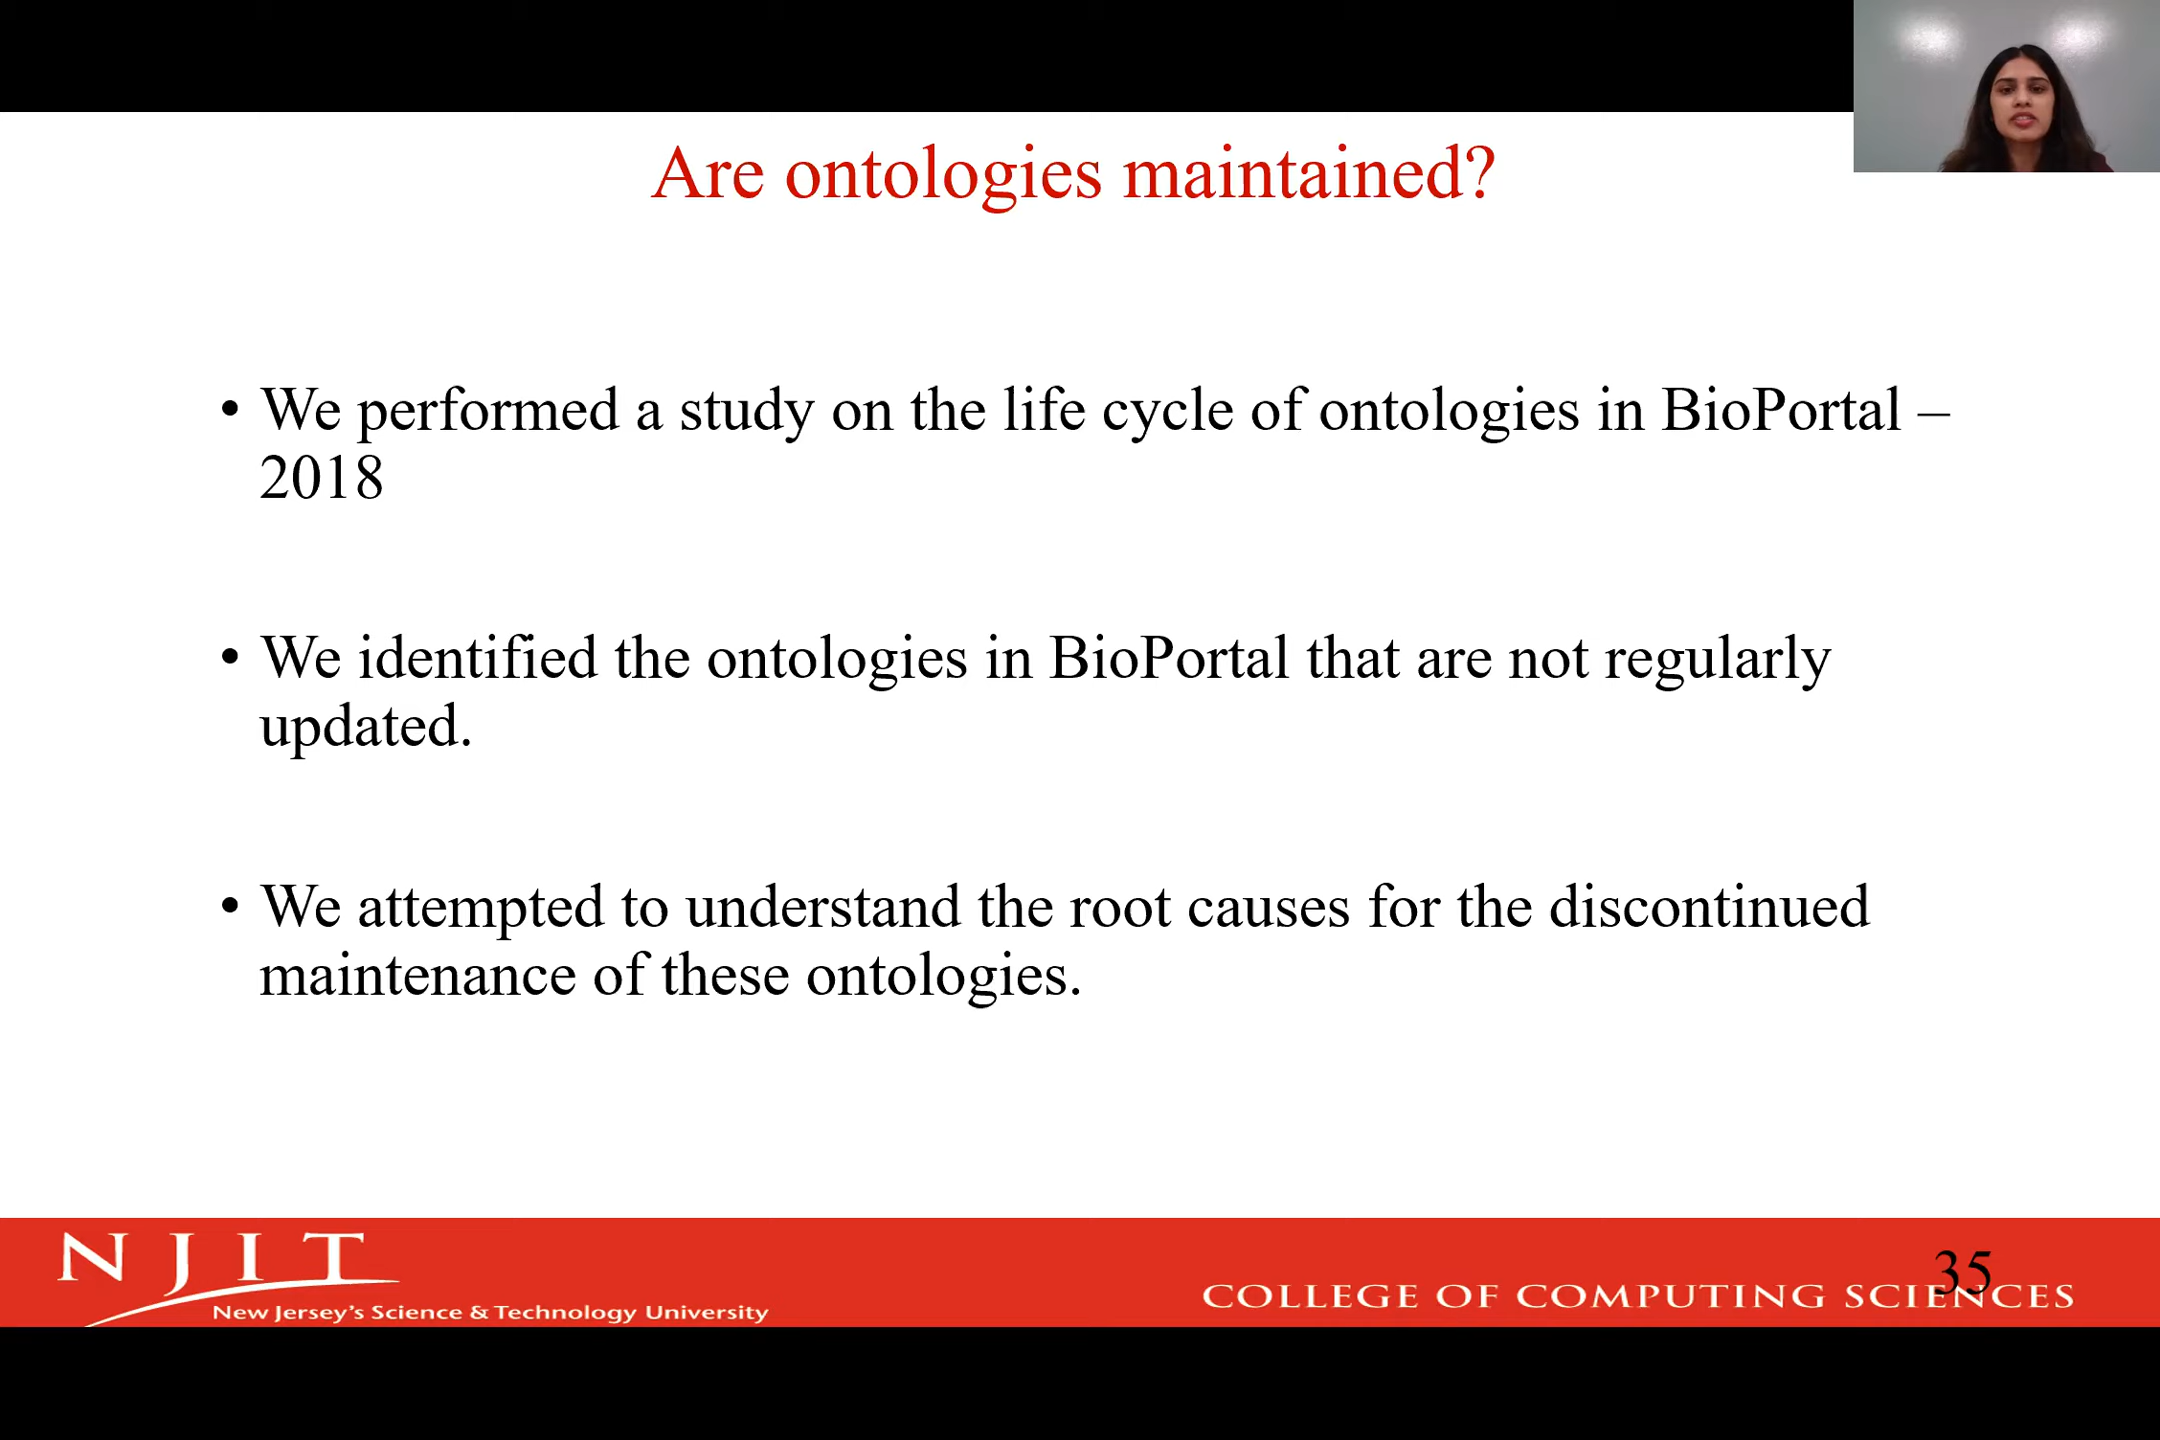 Are ontologies maintained?
• We performed a study on the life cycle of ontologies in BioPortal –
2018
• We identified the ontologies in BioPortal that are not regularly
updated.
• We attempted to understand the root causes for the discontinued
maintenance of these ontologies.
NJIT
New Jersey's Science & Technology University
35
COLLEGE OF COMPUTING SCIENCES